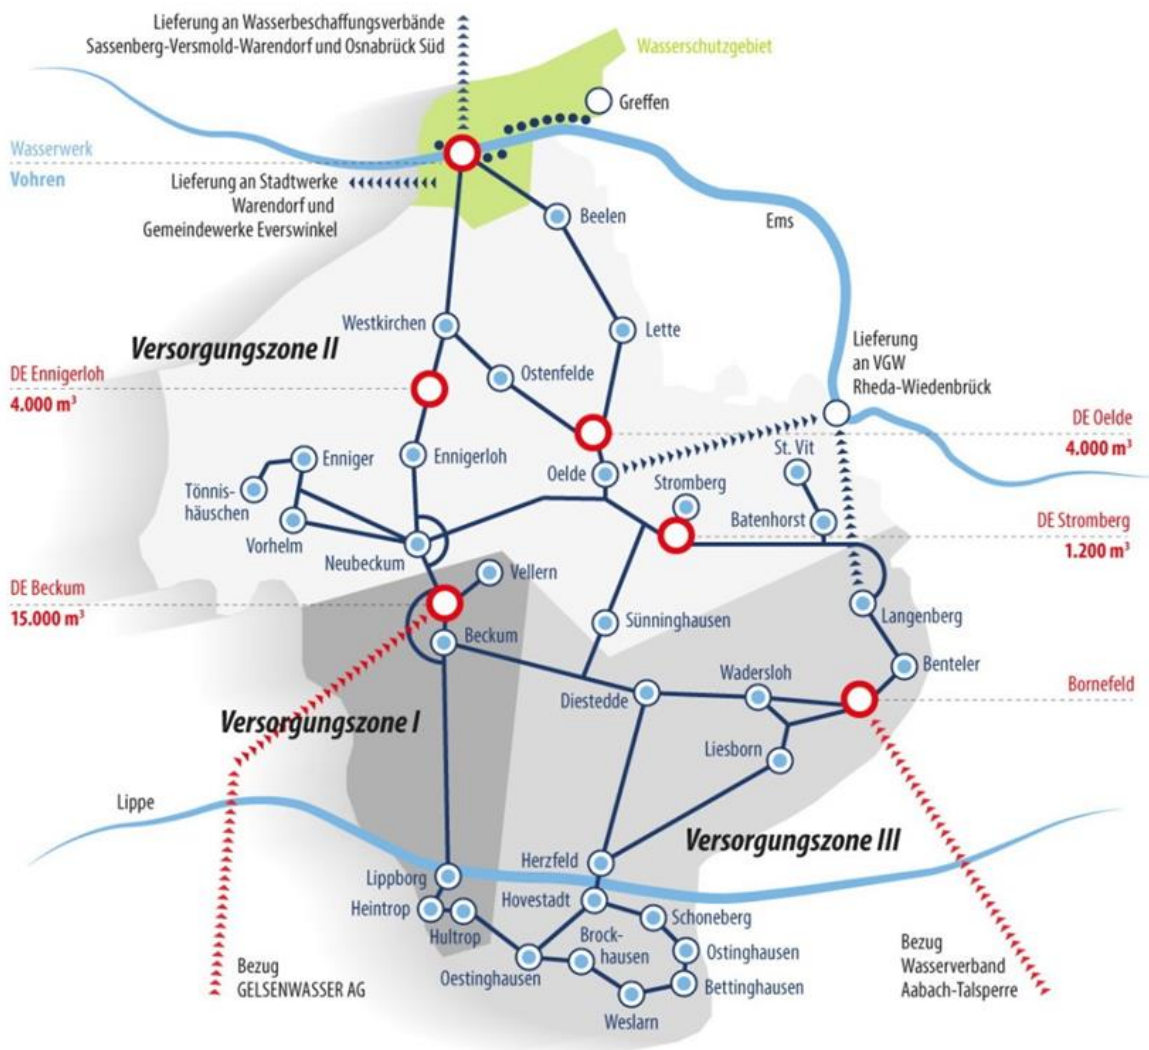 Lieferung an Wasserbeschaffungsverbände
Sassenberg-Versmold-Warendorf und Osnabrück Süd
Wasserschutzgebiet
Greffen
Wasserwerk
Vohren
Lieferung an Stadtwerke
Warendorf und
Gemeindewerke Everswinkel
Beelen
Ems
Westkirchen
Lette
Versorgungszone II
Lieferung
an VGW
Rheda-Wiedenbrück
DE Ennigerloh
4.000 m³
Ostenfelde
DE Oelde
4.000 m³
Enniger
Ennigerloh
Oelde
St. Vit
Tönnis-
häuschen
Stromberg
Vorhelm
Batenhorst
DE Stromberg
1.200 m³
Neubeckum
Vellern
DE Beckum
15.000 m³
Sünninghausen
Langenberg
Beckum
Benteler
Wadersloh
Bornefeld
Diestedde
Versorgungszone I
Liesborn
Lippe
Versorgungszone III
Herzfeld
Lippborg
Hovestadt
Heintrop
Schoneberg
Hultrop
Brock-
hausen
Ostinghausen
Oestinghausen
Bettinghausen
Weslarn
Bezug
GELSENWASSER AG
Bezug
Wasserverband
Aabach-Talsperre